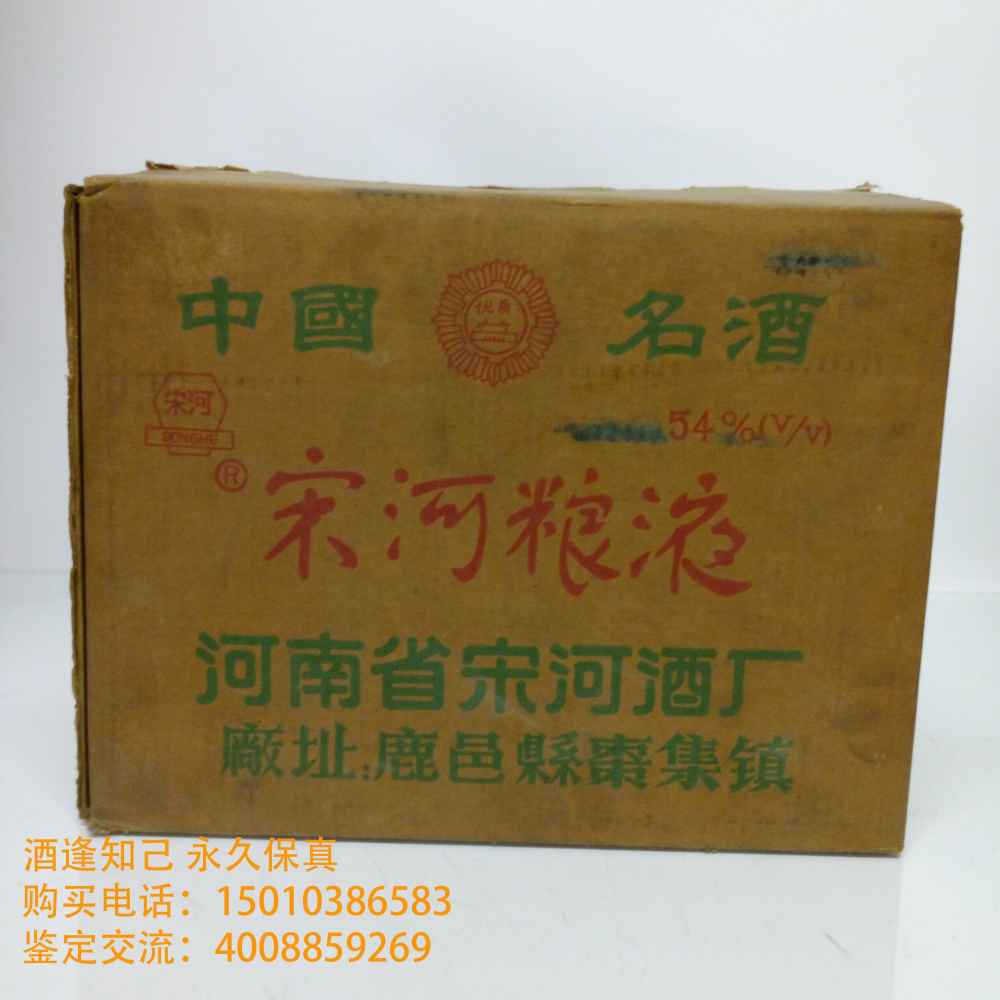 中國 优质 名酒
宋河
SONGHE
54%(V/V)
®宋河粮液
河南省宋河酒厂
廠址:鹿邑縣棗集镇
酒逢知己 永久保真
购买电话：15010386583
鉴定交流：4008859269